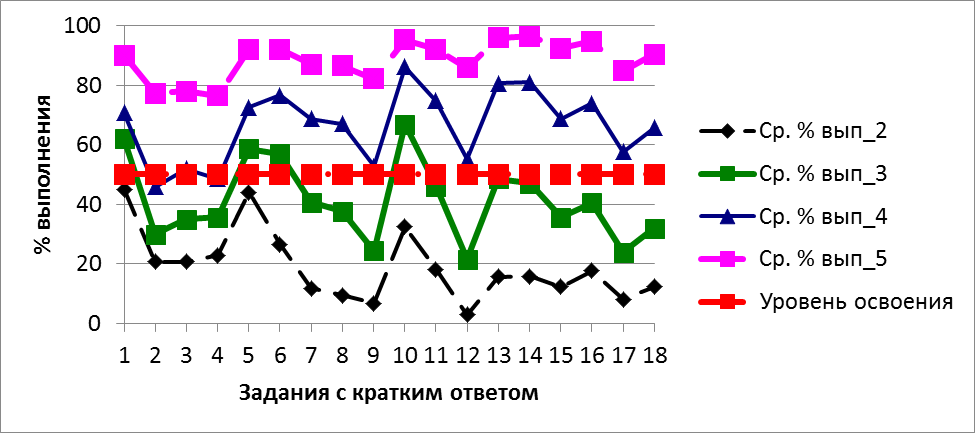 % выполнения
100
80
60
40
20
0
1 2 3 4 5 6 7 8 9 10 11 12 13 14 15 16 17 18
Задания с кратким ответом
Ср. % вып_2
Ср. % вып_3
Ср. % вып_4
Ср. % вып_5
Уровень освоения